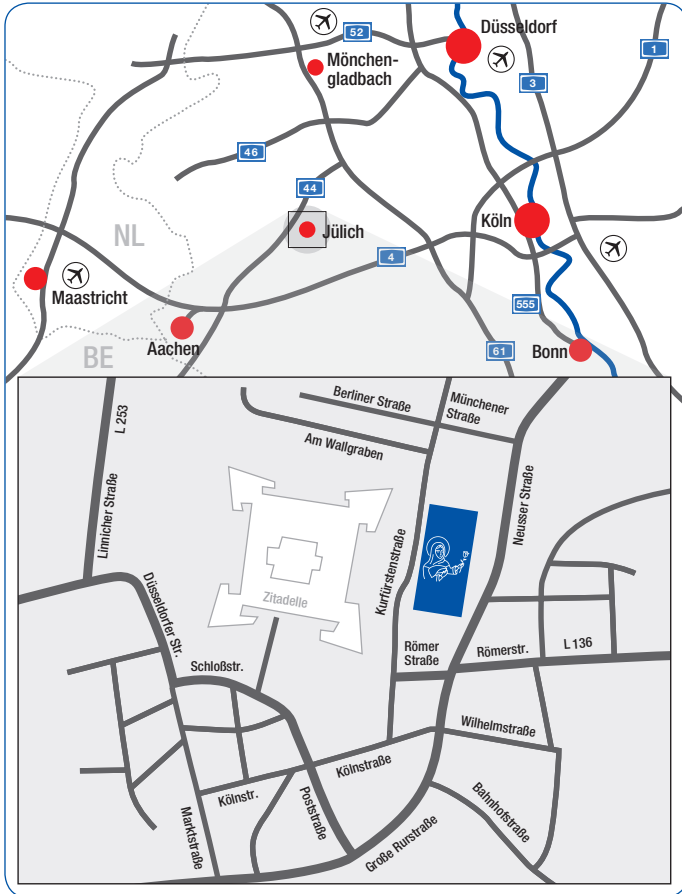 Düsseldorf
52
1
Mönchen-
gladbach
3
46
44
NL
Köln
Jülich
4
Maastricht
555
Aachen
BE
61
Bonn
Berliner Straße
Münchener
Straße
L 253
Am Wallgraben
Linnicher Straße
Neusser Straße
Kurfürstenstraße
Zitadelle
Düsseldorfer Str.
Römer
Straße
Römerstr.
L 136
Schloßstr.
Wilhelmstraße
Kölnstraße
Kölnstr.
Poststraße
Marktstraße
Bahnhofstraße
Große Rurstraße